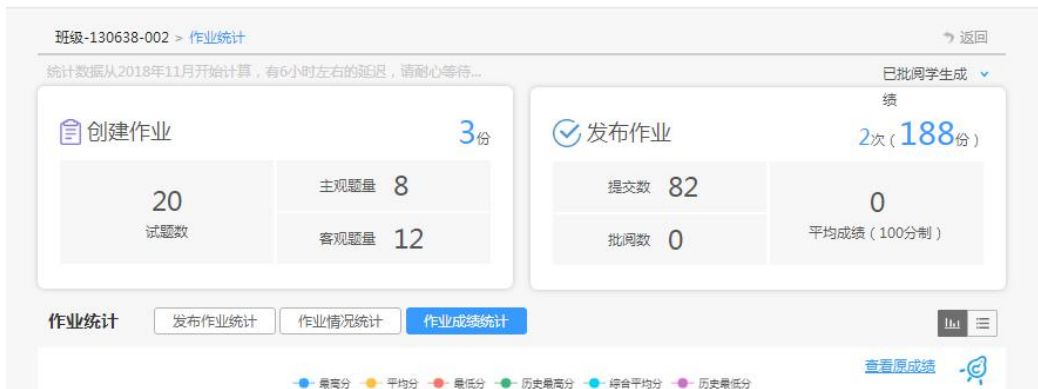 班级-130638-002 > 作业统计 返回
统计数据从2018年11月开始计算，有6小时左右的延迟，请耐心等待... 已批阅学生成
绩
创建作业 3份 发布作业 2次（188份）
主观题量 8 提交数 82
20 0
试题数 客观题量 12 批阅数 0 平均成绩（100分制）
作业统计 发布作业统计 作业情况统计 作业成绩统计
查看原成绩
最高分 平均分 最低分 历史最高分 综合平均分 历史最低分